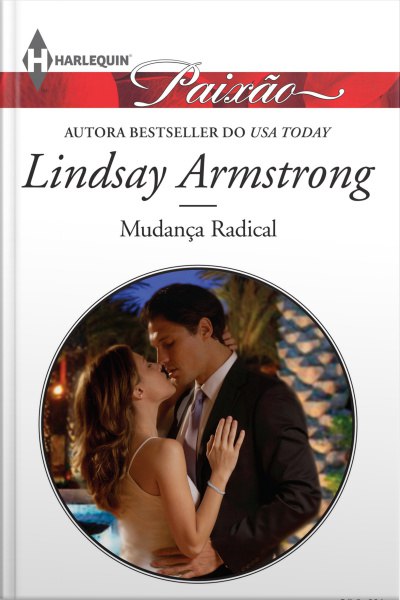 HARLEQUIN®
Paixão
AUTORA BESTSELLER DO USA TODAY
Lindsay Armstrong
Mudança Radical